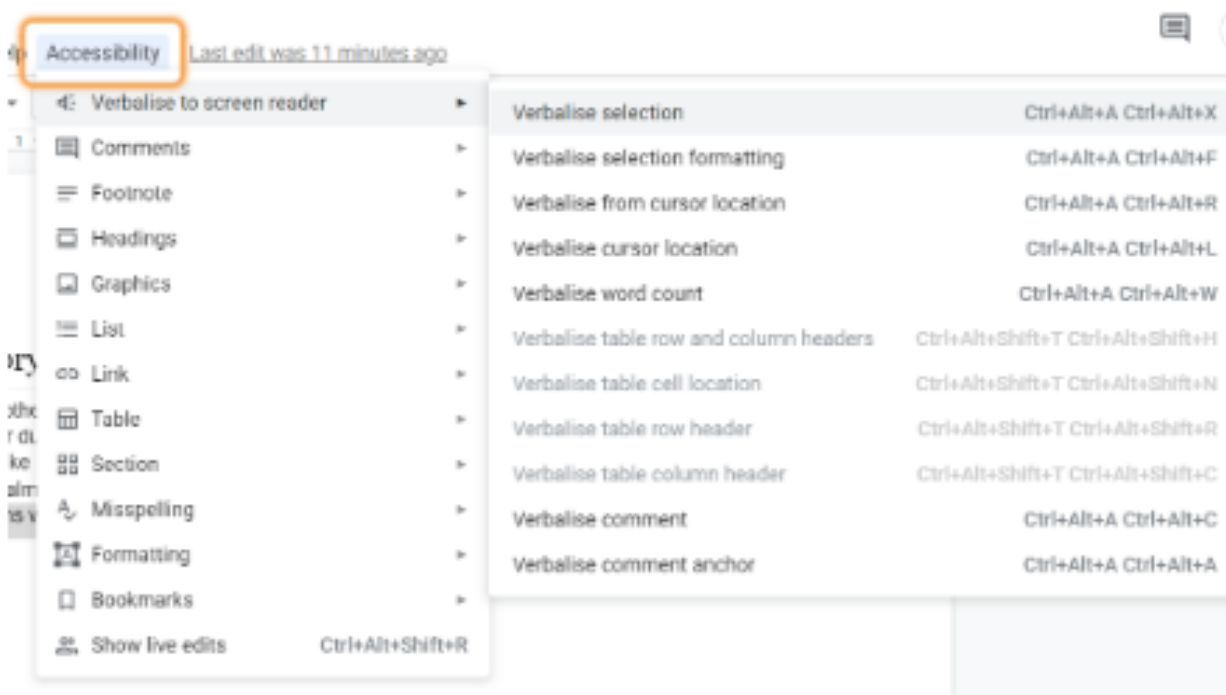 Accessibility Last edit was 11 minutes ago
Verbalise to screen reader
Comments
Footnote
Headings
Graphics
List
Link
Table
Section
Misspelling
Formatting
Bookmarks
Show live edits Ctrl+Alt+Shift+R
Verbalise selection Ctrl+Alt+A Ctrl+Alt+X
Verbalise selection formatting Ctrl+Alt+A Ctrl+Alt+F
Verbalise from cursor location Ctrl+Alt+A Ctrl+Alt+R
Verbalise cursor location Ctrl+Alt+A Ctrl+Alt+L
Verbalise word count Ctrl+Alt+A Ctrl+Alt+W
Verbalise table row and column headers Ctrl+Alt+Shift+T Ctrl+Alt+Shift+H
Verbalise table cell location Ctrl+Alt+Shift+T Ctrl+Alt+Shift+N
Verbalise table row header Ctrl+Alt+Shift+T Ctrl+Alt+Shift+R
Verbalise table column header Ctrl+Alt+Shift+T Ctrl+Alt+Shift+C
Verbalise comment Ctrl+Alt+A Ctrl+Alt+C
Verbalise comment anchor Ctrl+Alt+A Ctrl+Alt+A